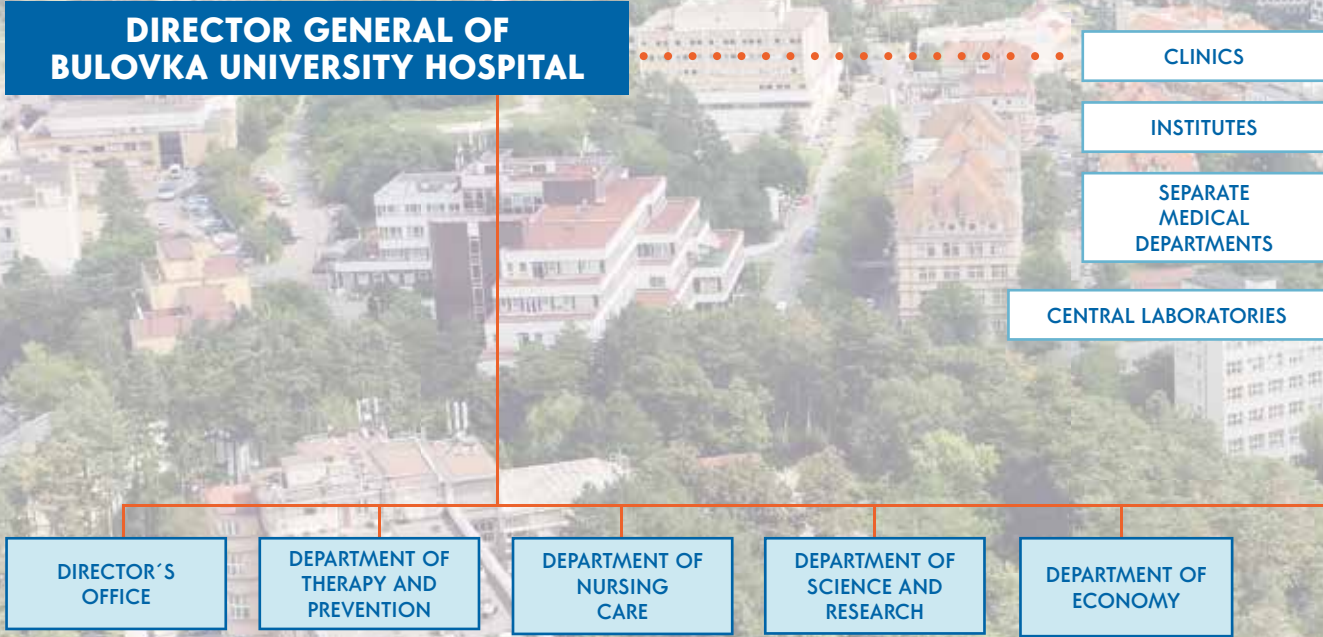 DIRECTOR GENERAL OF
BULOVKA UNIVERSITY HOSPITAL
CLINICS
INSTITUTES
SEPARATE
MEDICAL
DEPARTMENTS
CENTRAL LABORATORIES
DIRECTOR´S
OFFICE
DEPARTMENT OF
THERAPY AND
PREVENTION
DEPARTMENT OF
NURSING
CARE
DEPARTMENT OF
SCIENCE AND
RESEARCH
DEPARTMENT OF
ECONOMY